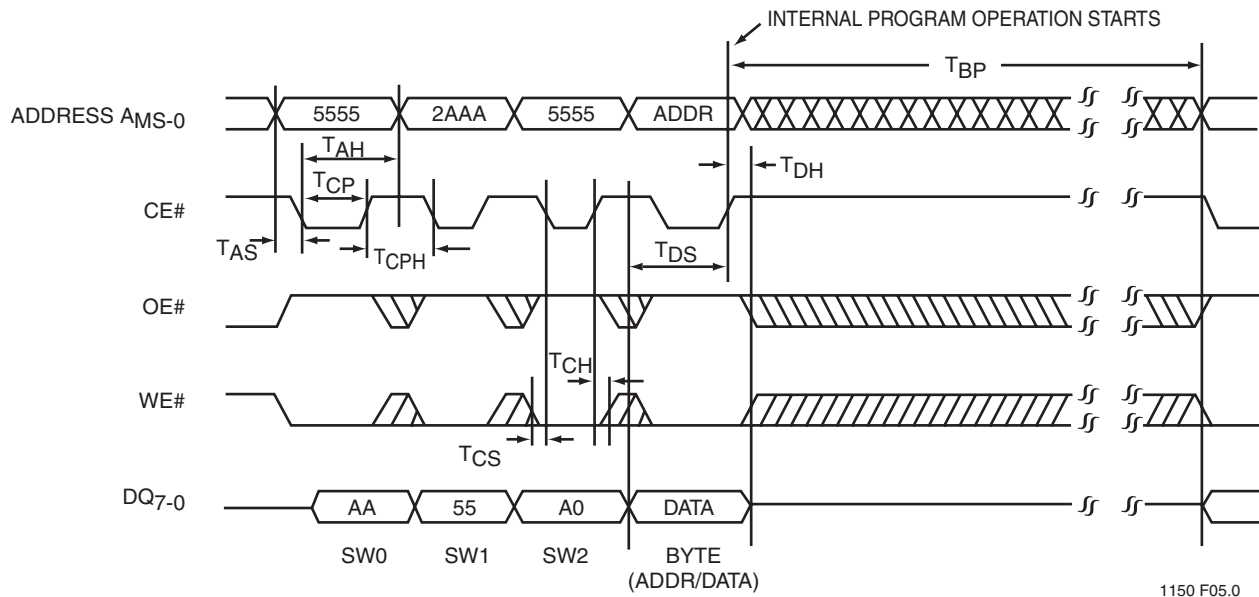 INTERNAL PROGRAM OPERATION STARTS
TBP
ADDRESS AMS-0
5555
2AAA
5555
ADDR
TAH
TDH
TCP
CE#
TAS
TCPH
TDS
OE#
TCH
WE#
TCS
DQ7-0
AA
55
A0
DATA
SW0
SW1
SW2
BYTE
(ADDR/DATA)
1150 F05.0